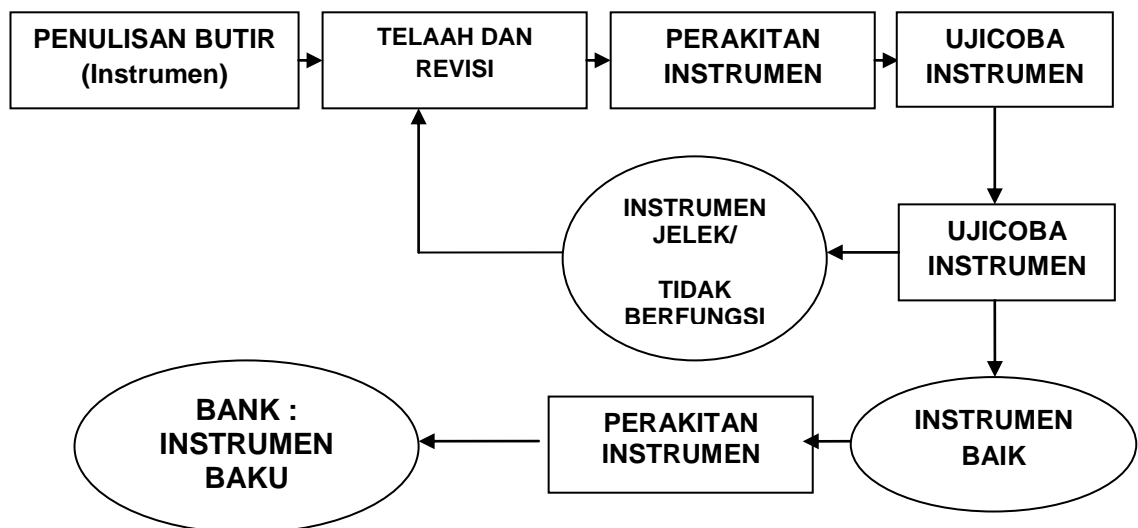 PENULISAN BUTIR
(Instrumen)
TELAAH DAN
REVISI
PERAKITAN
INSTRUMEN
UJICOBA
INSTRUMEN
INSTRUMEN
JELEK/
TIDAK
BERFUNGSI
UJICOBA
INSTRUMEN
BANK :
INSTRUMEN
BAKU
PERAKITAN
INSTRUMEN
INSTRUMEN
BAIK